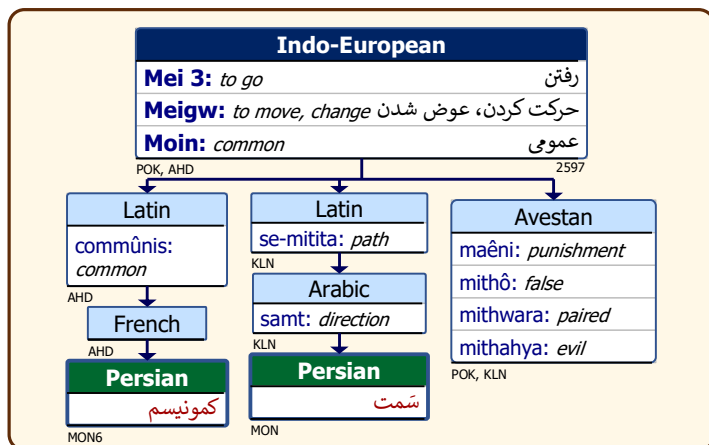 Indo-European
Mei 3: to go رفتن
Meigw: to move, change حرکت کردن، عوض شدن
Moin: common عمومی
POK, AHD 2597
Latin
commûnis: common
AHD
French
AHD
Persian
کمونیسم
MON6
Latin
se-mitita: path
KLN
Arabic
samt: direction
KLN
Persian
سَمت
MON
Avestan
maêni: punishment
mithô: false
mithwara: paired
mithahya: evil
POK, KLN